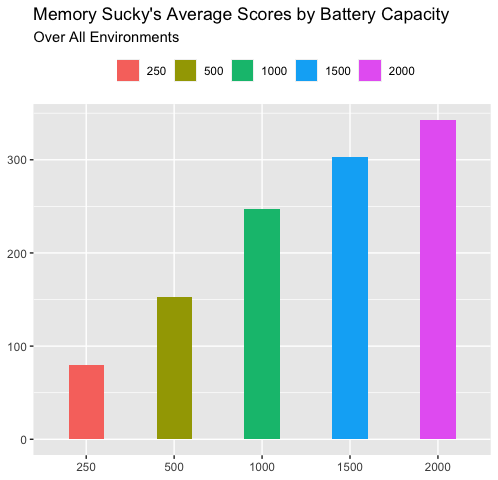 Memory Sucky's Average Scores by Battery Capacity
Over All Environments
250 500 1000 1500 2000
300
200
100
0
250 500 1000 1500 2000